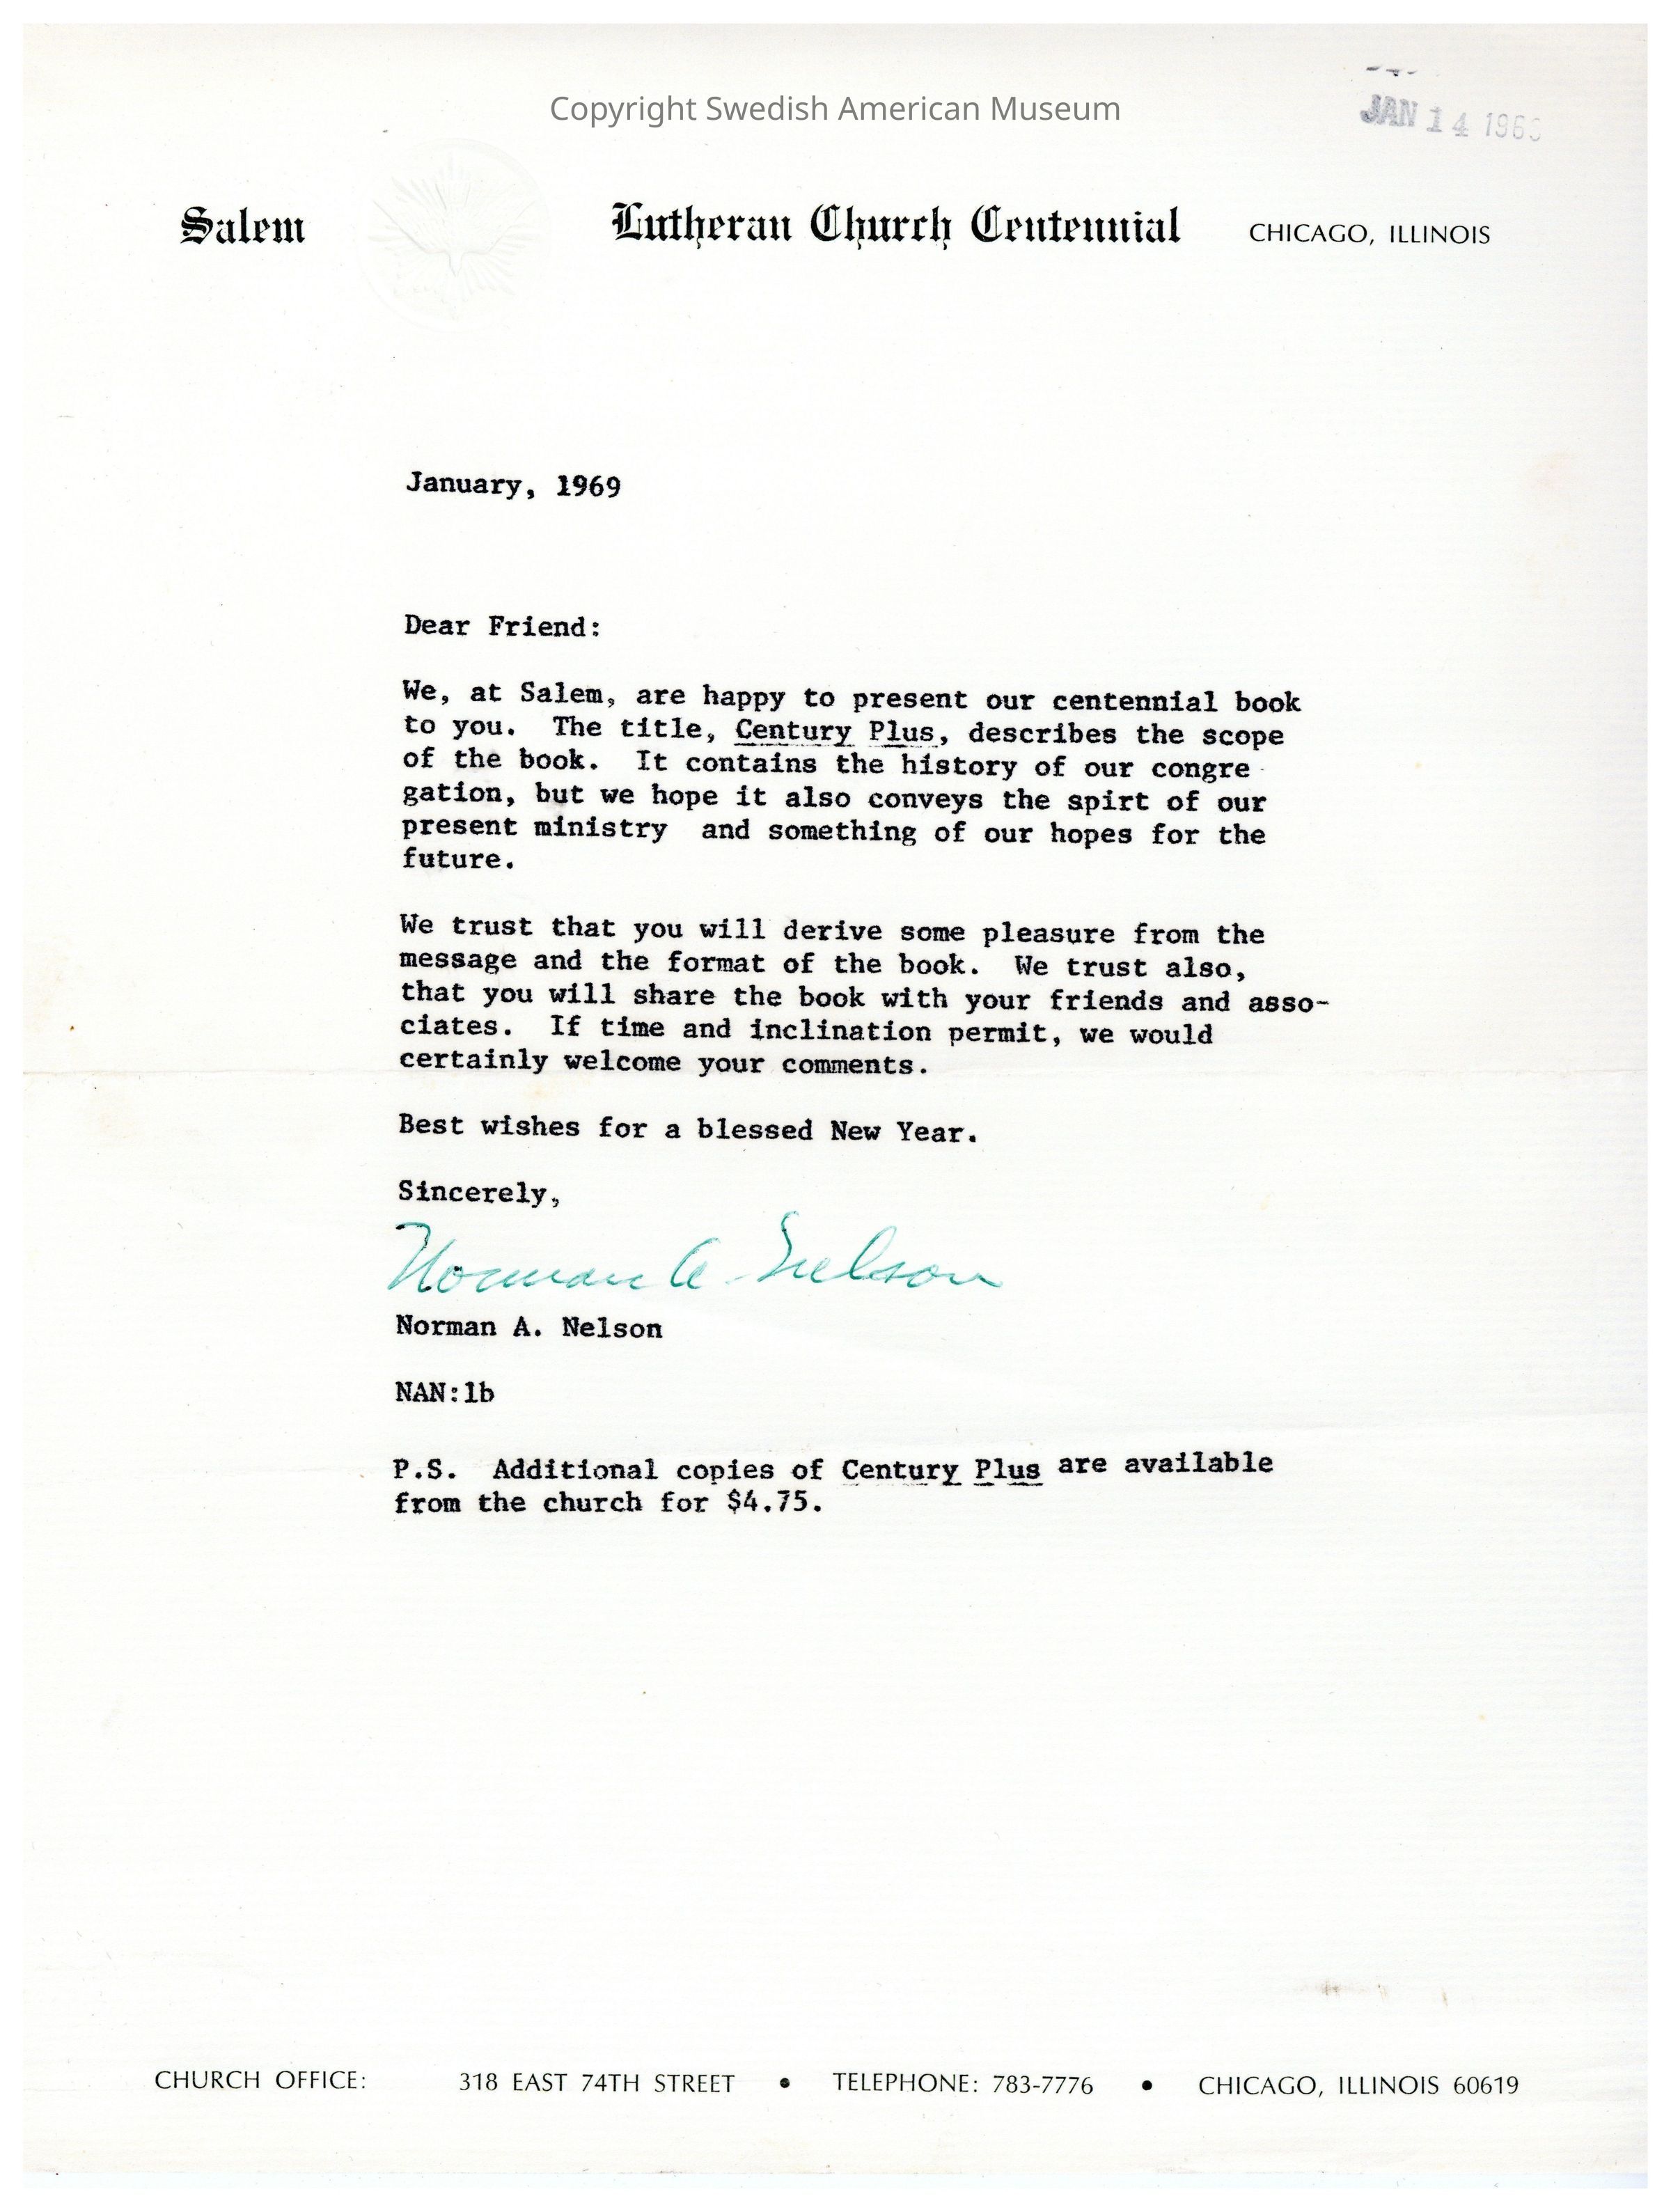 Copyright Swedish American Museum
JAN 14 196
Salem Lutheran Church Centennial CHICAGO, ILLINOIS
January, 1969
Dear Friend:
We, at Salem, are happy to present our centennial book
to you. The title, Century Plus, describes the scope
of the book. It contains the history of our congre-
gation, but we hope it also conveys the spirt of our
present ministry and something of our hopes for the
future.
We trust that you will derive some pleasure from the
message and the format of the book. We trust also,
that you will share the book with your friends and asso-
ciates. If time and inclination permit, we would
certainly welcome your comments.
Best wishes for a blessed New Year.
Sincerely,
Norman A. Nelson
Norman A. Nelson
NAN:lb
P.S. Additional copies of Century Plus are available
from the church for $4.75.
CHURCH OFFICE: 318 EAST 74TH STREET • TELEPHONE: 783-7776 • CHICAGO, ILLINOIS 60619